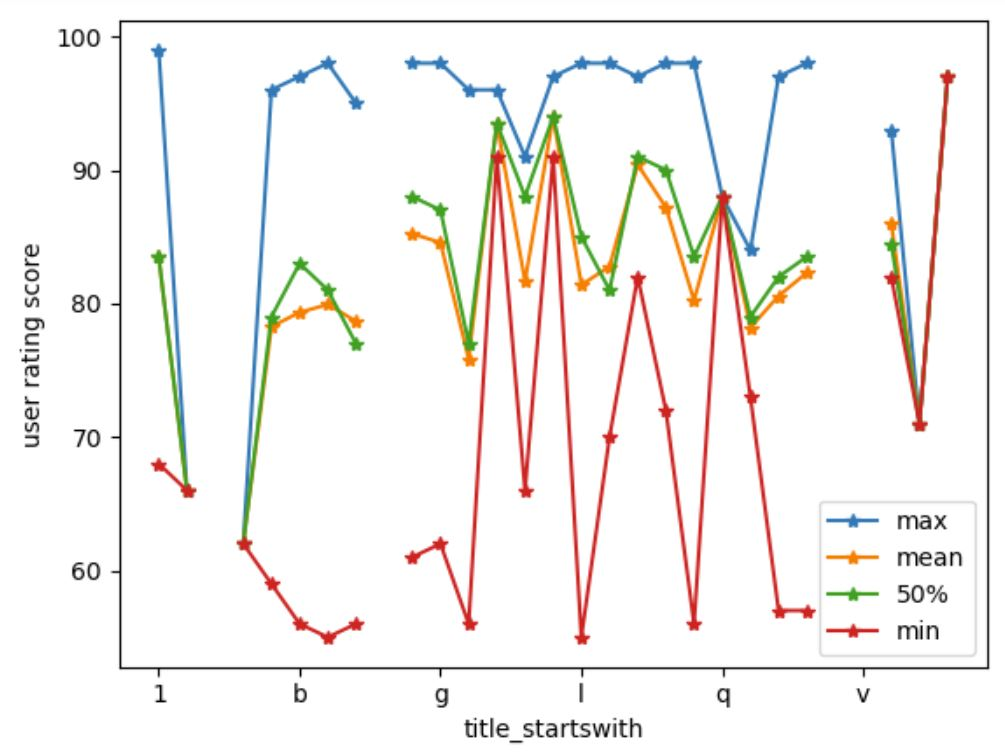 100
90
80
70
60
user rating score
1 b g l q v
title_startswith
max
mean
50%
min